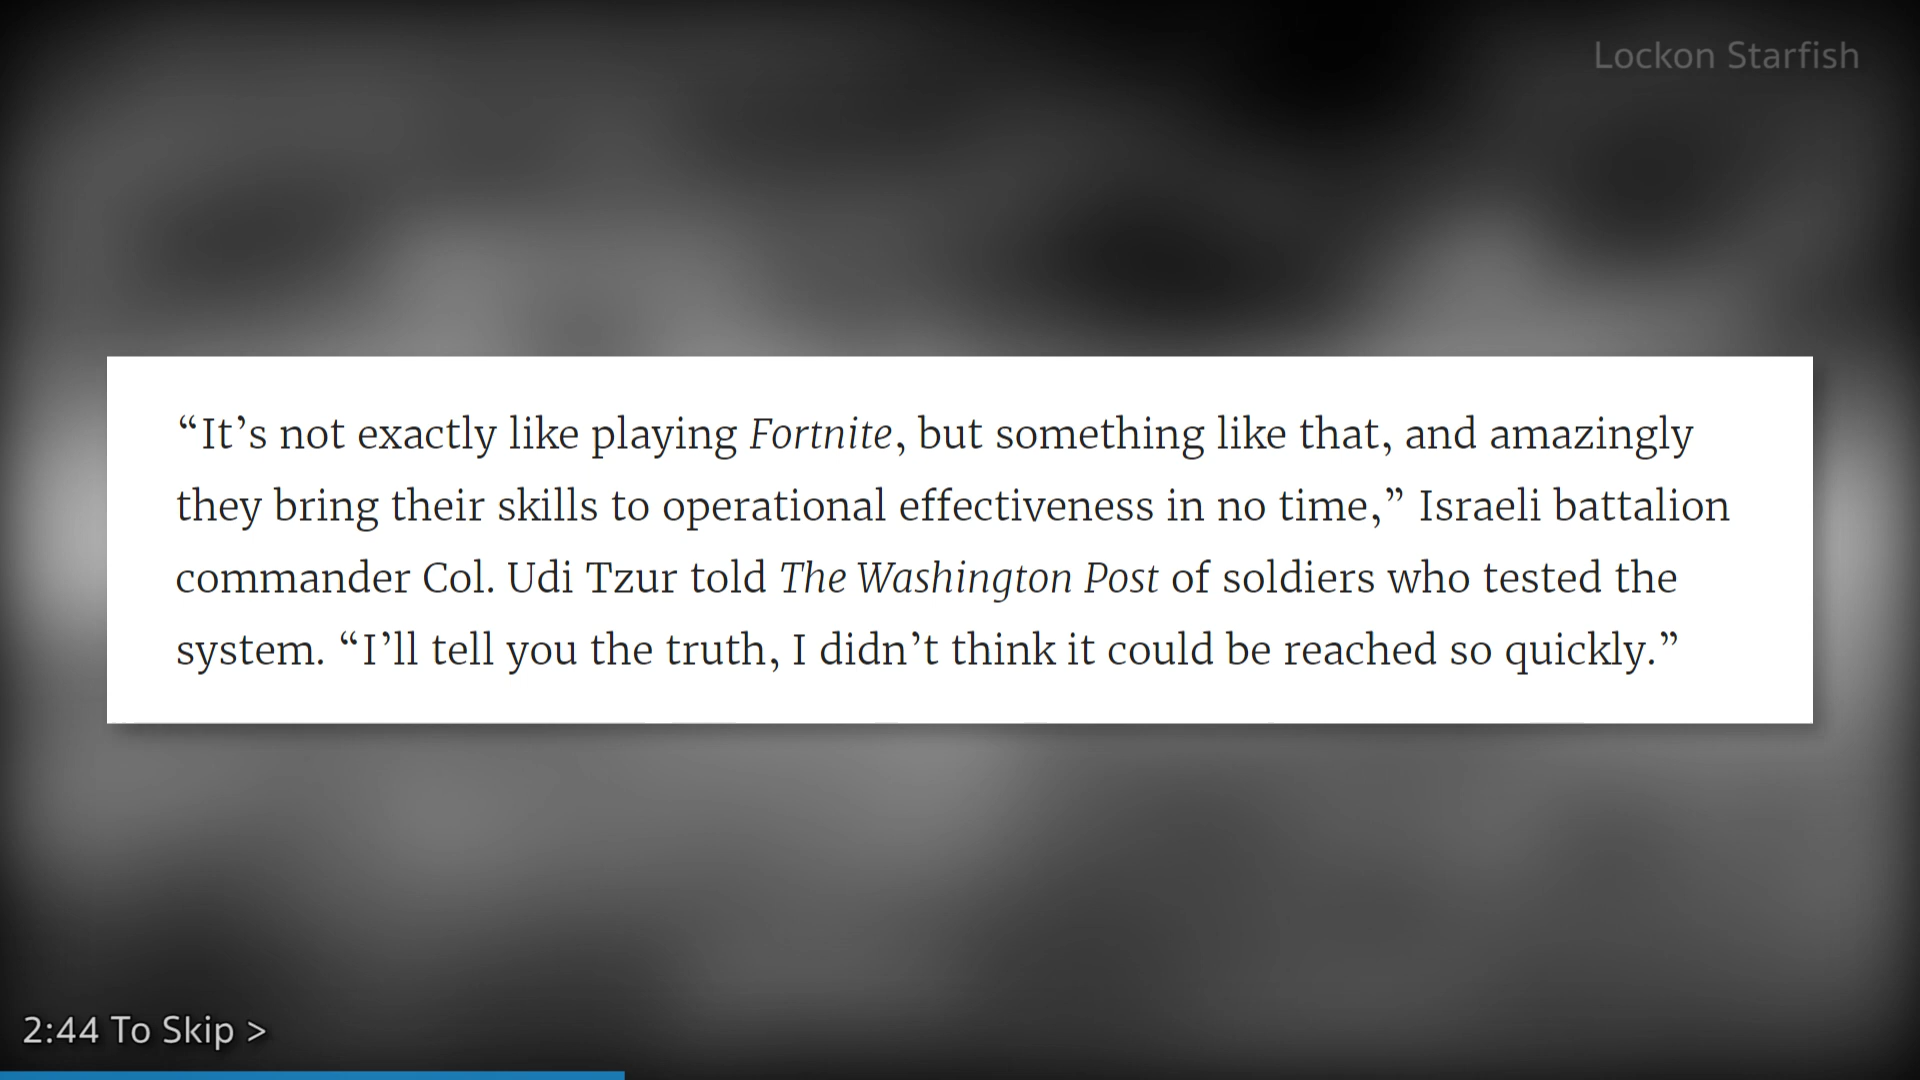 Lockon Starfish
“It’s not exactly like playing Fortnite, but something like that, and amazingly
they bring their skills to operational effectiveness in no time,” Israeli battalion
commander Col. Udi Tzur told The Washington Post of soldiers who tested the
system. “I’ll tell you the truth, I didn’t think it could be reached so quickly.”
2:44 To Skip >